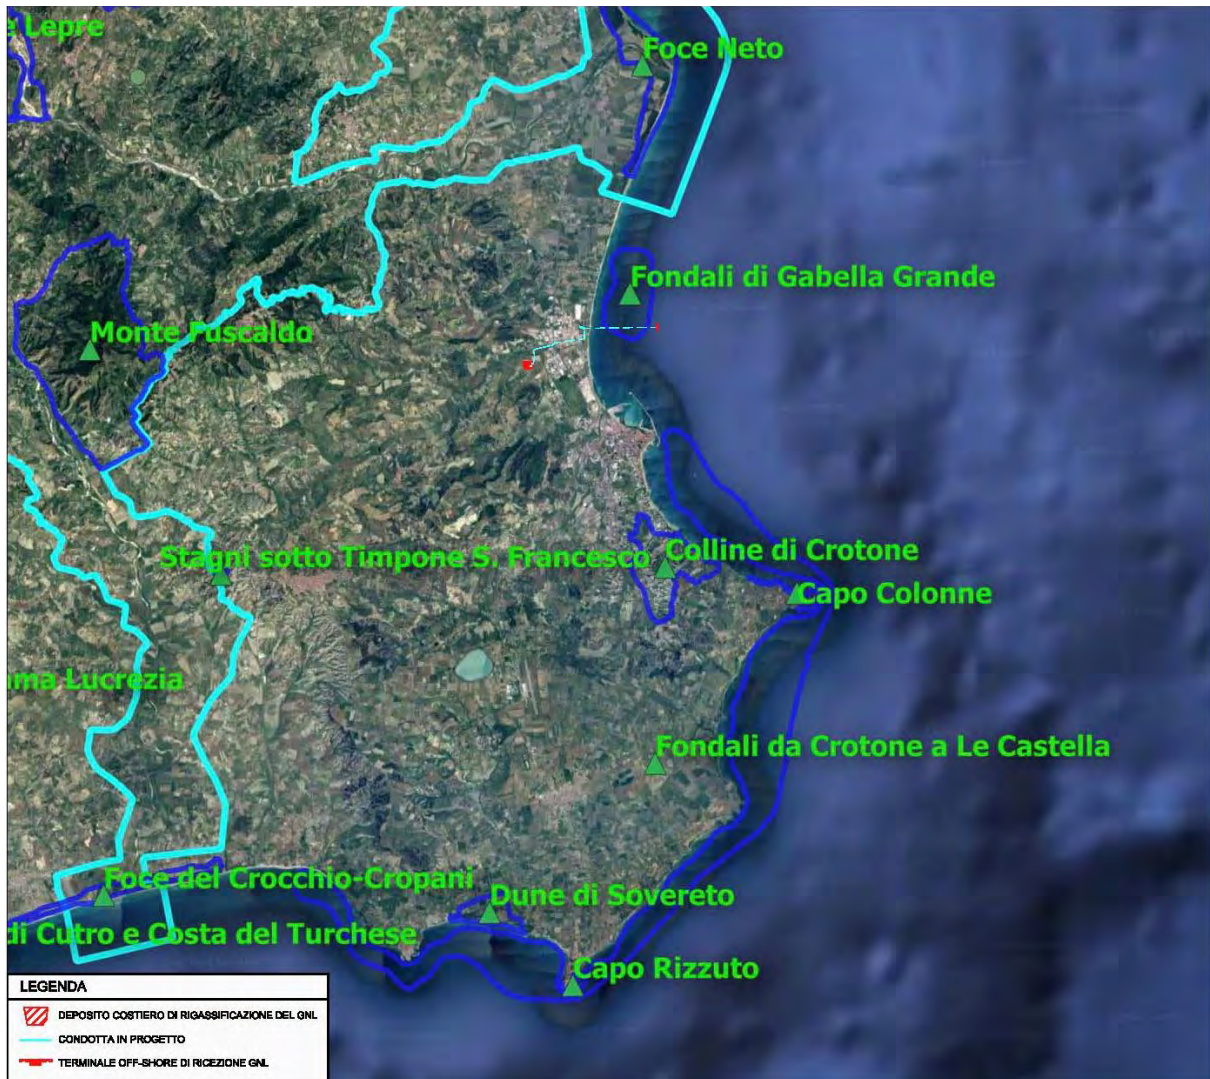 Lepre
Foce Neto
Fondali di Gabella Grande
Monte Fuscaldo
Stagni sotto Timpone S. Francesco
Colline di Crotone
Capo Colonne
Lucrezia
Fondali da Crotone a Le Castella
Foce del Crocchio-Cropani
Dune di Sovereto
di Cutro e Costa del Turchese
Capo Rizzuto
LEGENDA
DEPOSITO COSTIERO DI RIGASSIFICAZIONE DEL GNL
CONDOTTA IN PROGETTO
TERMINALE OFF-SHORE DI RICEZIONE GNL